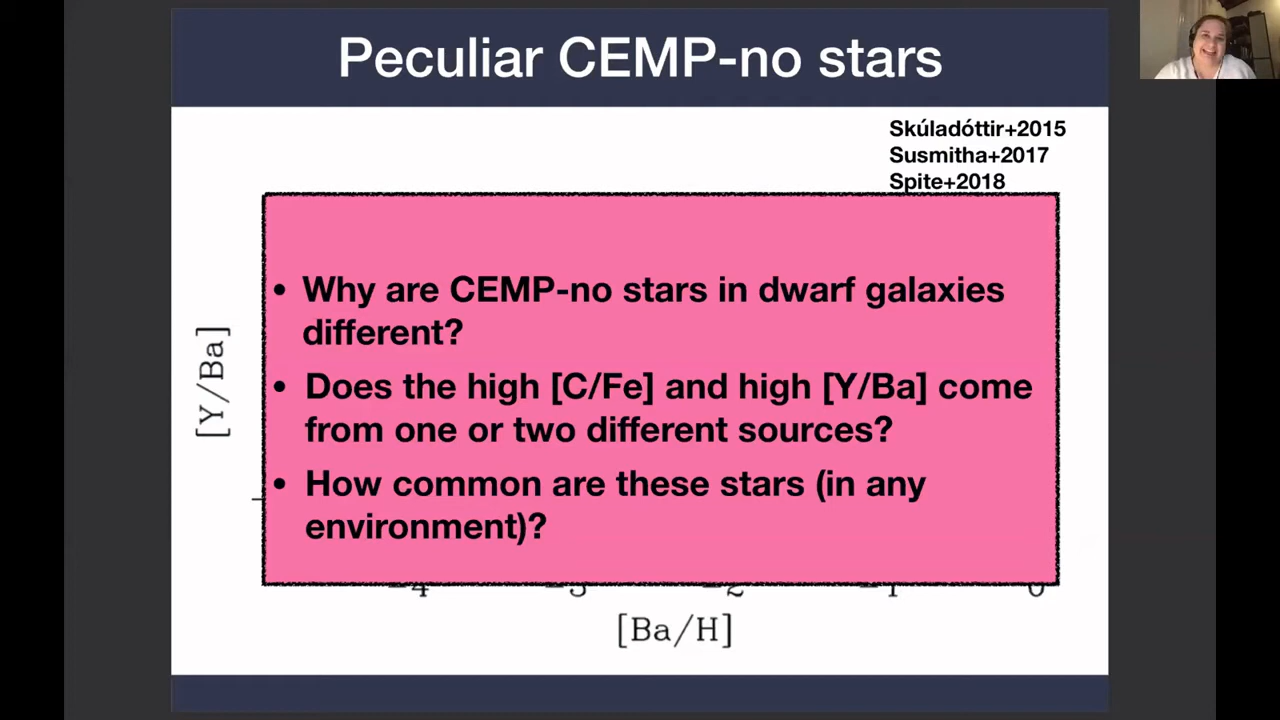 Peculiar CEMP-no stars
Skúladóttir+2015
Susmitha+2017
Spite+2018
• Why are CEMP-no stars in dwarf galaxies
different?
• Does the high [C/Fe] and high [Y/Ba] come
from one or two different sources?
• How common are these stars (in any
environment)?
[Y/Ba]
−4 −3 −2 −1 0
[Ba/H]